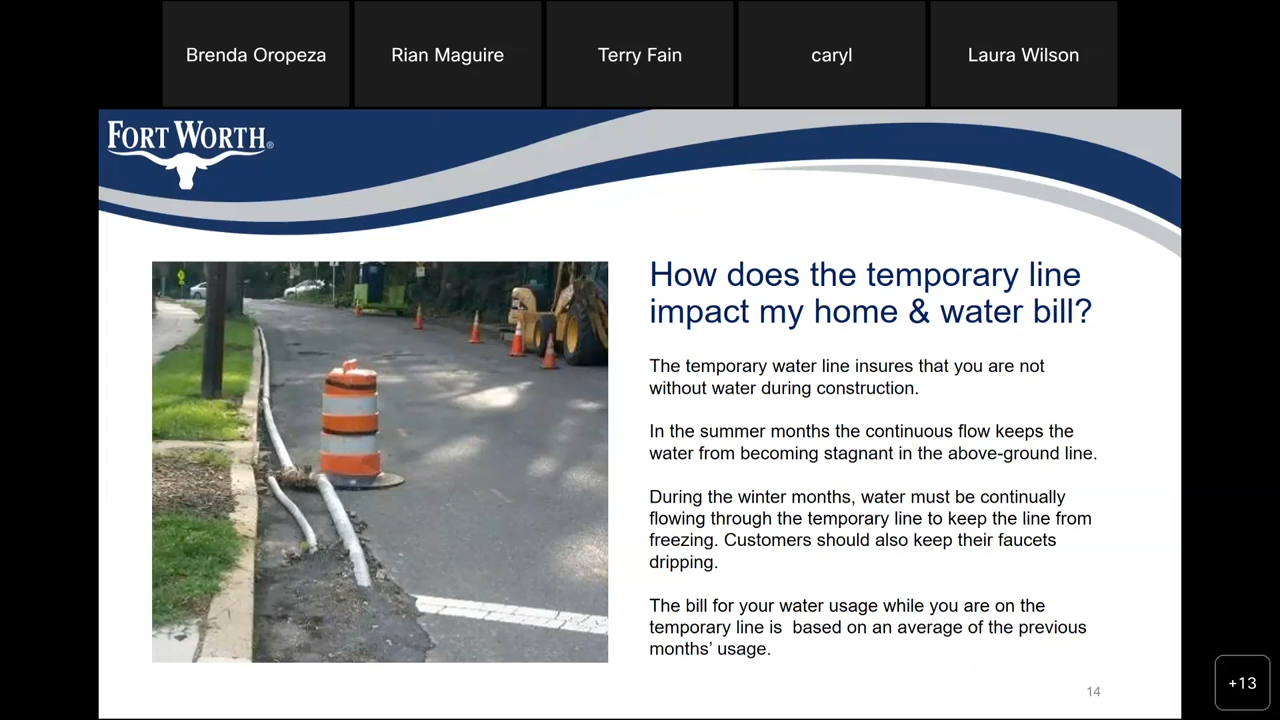 Brenda Oropeza
Rian Maguire
Terry Fain
caryl
Laura Wilson
FORT WORTH®
How does the temporary line
impact my home & water bill?
The temporary water line insures that you are not
without water during construction.
In the summer months the continuous flow keeps the
water from becoming stagnant in the above-ground line.
During the winter months, water must be continually
flowing through the temporary line to keep the line from
freezing. Customers should also keep their faucets
dripping.
The bill for your water usage while you are on the
temporary line is  based on an average of the previous
months’ usage.
14
+13